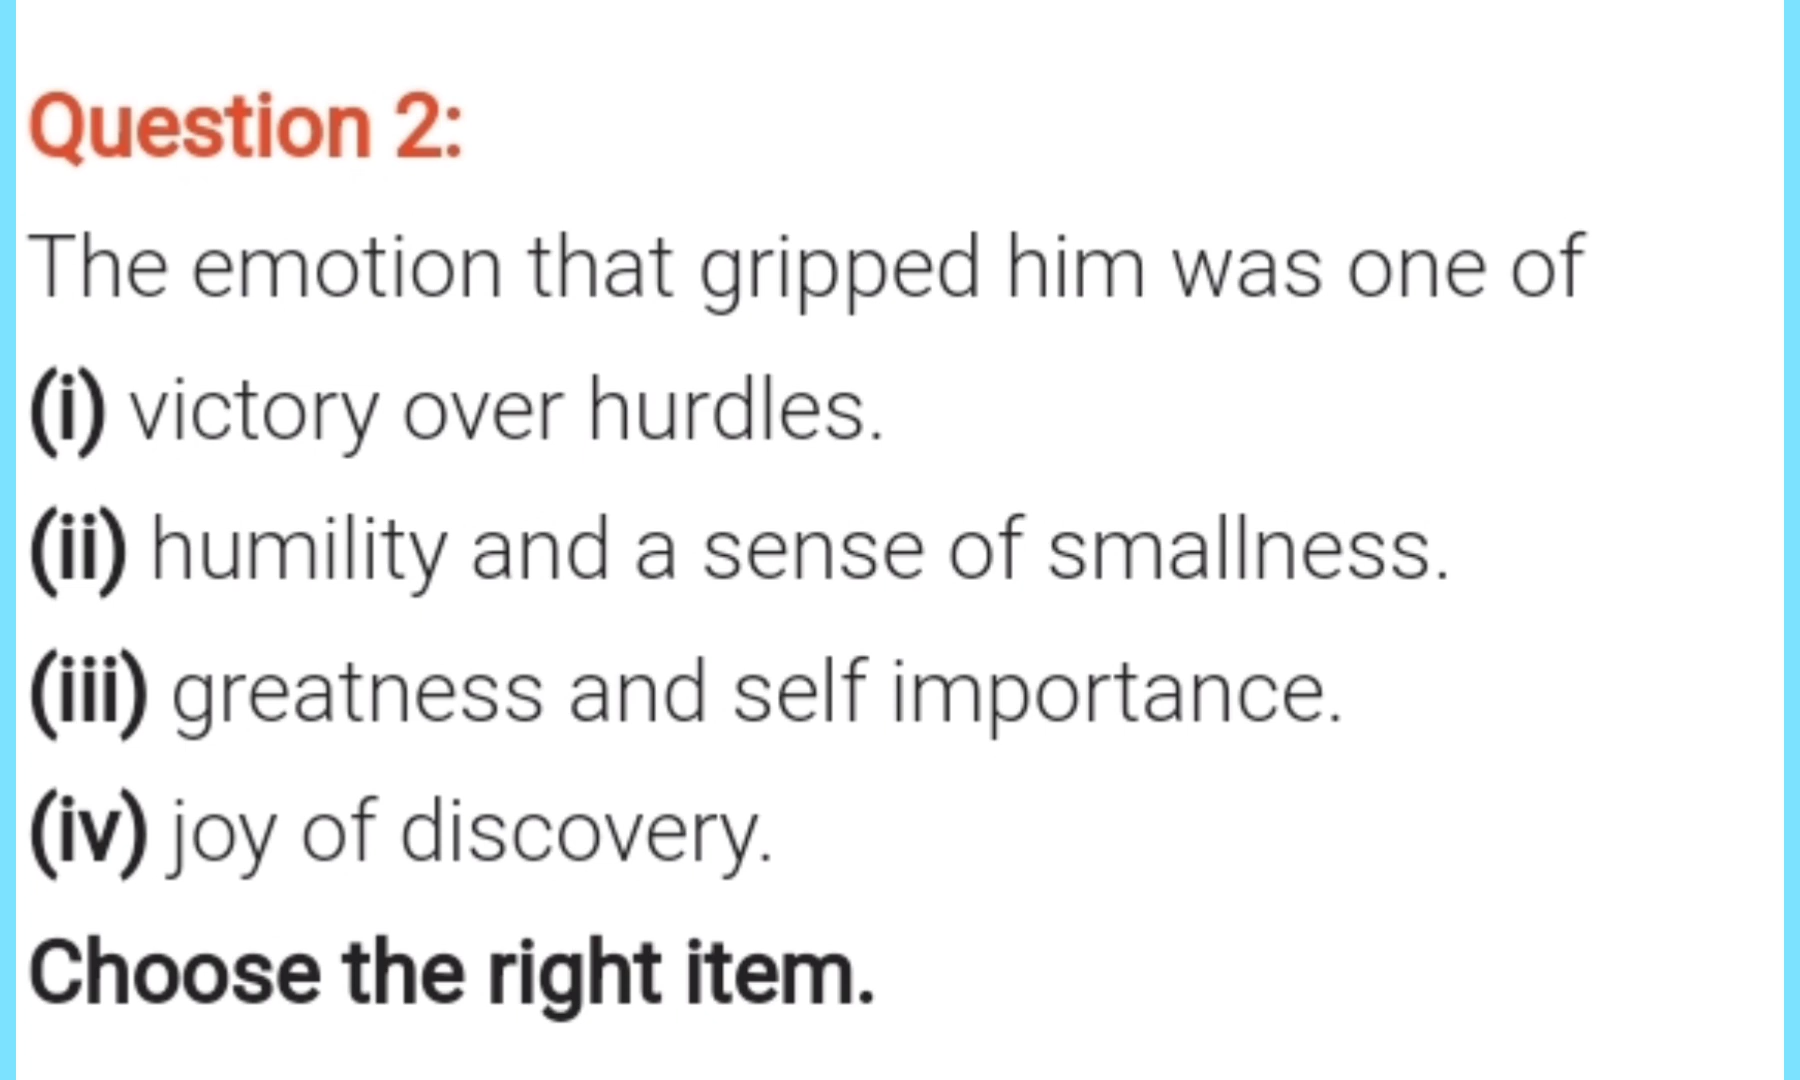 Question 2:
The emotion that gripped him was one of
(i) victory over hurdles.
(ii) humility and a sense of smallness.
(iii) greatness and self importance.
(iv) joy of discovery.
Choose the right item.